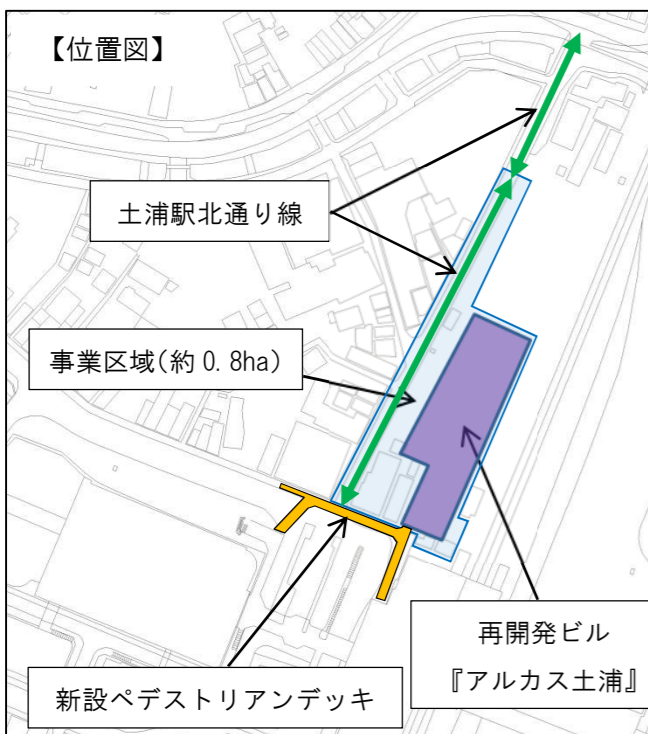 【位置図】
土浦駅北通り線
事業区域(約 0.8ha)
再開発ビル
『アルカス土浦』
新設ペデストリアンデッキ